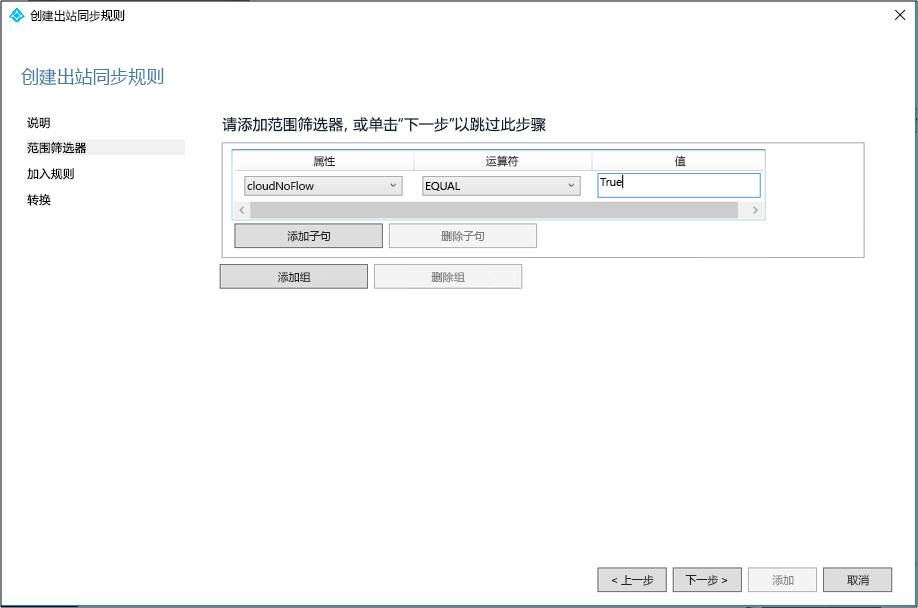 创建出站同步规则
创建出站同步规则
说明
范围筛选器
加入规则
转换
请添加范围筛选器, 或单击“下一步”以跳过此步骤
属性 运算符 值
cloudNoFlow EQUAL True
添加子句 删除子句
添加组 删除组
< 上一步 下一步 > 添加 取消